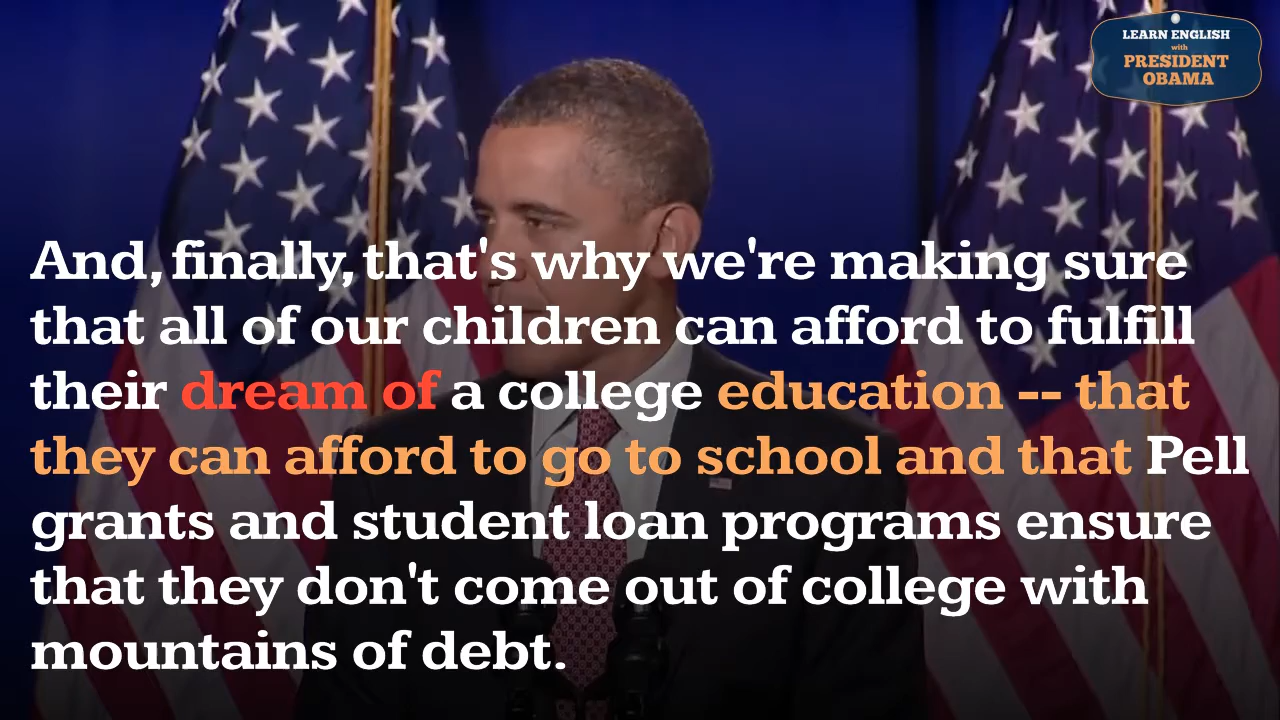 LEARN ENGLISH
with
PRESIDENT
OBAMA
And, finally, that's why we're making sure
that all of our children can afford to fulfill
their dream of a college education -- that
they can afford to go to school and that Pell
grants and student loan programs ensure
that they don't come out of college with
mountains of debt.